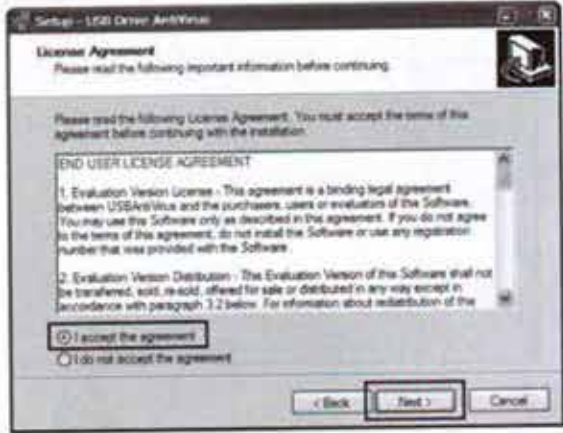 Setup - USB Drive AntiVirus
License Agreement
Please read the following important information before continuing.
Please read the following License Agreement. You must accept the terms of this
agreement before continuing with the installation.
END USER LICENSE AGREEMENT
1. Evaluation Version License - This agreement is a binding legal agreement
between USBAntiVirus and the purchasers, users or evaluators of this Software.
You may use this Software only as described in this agreement. If you do not agree
to the terms of this agreement, do not install the Software or use any registration
number that was provided with the Software.
2. Evaluation Version Distribution - This Evaluation Version of this Software shall not
be transferred, sold, re-sold, offered for sale or distributed in any way except in
accordance with paragraph 3.2 below. For information about redistribution of the
I accept the agreement
I do not accept the agreement
< Back
Next >
Cancel